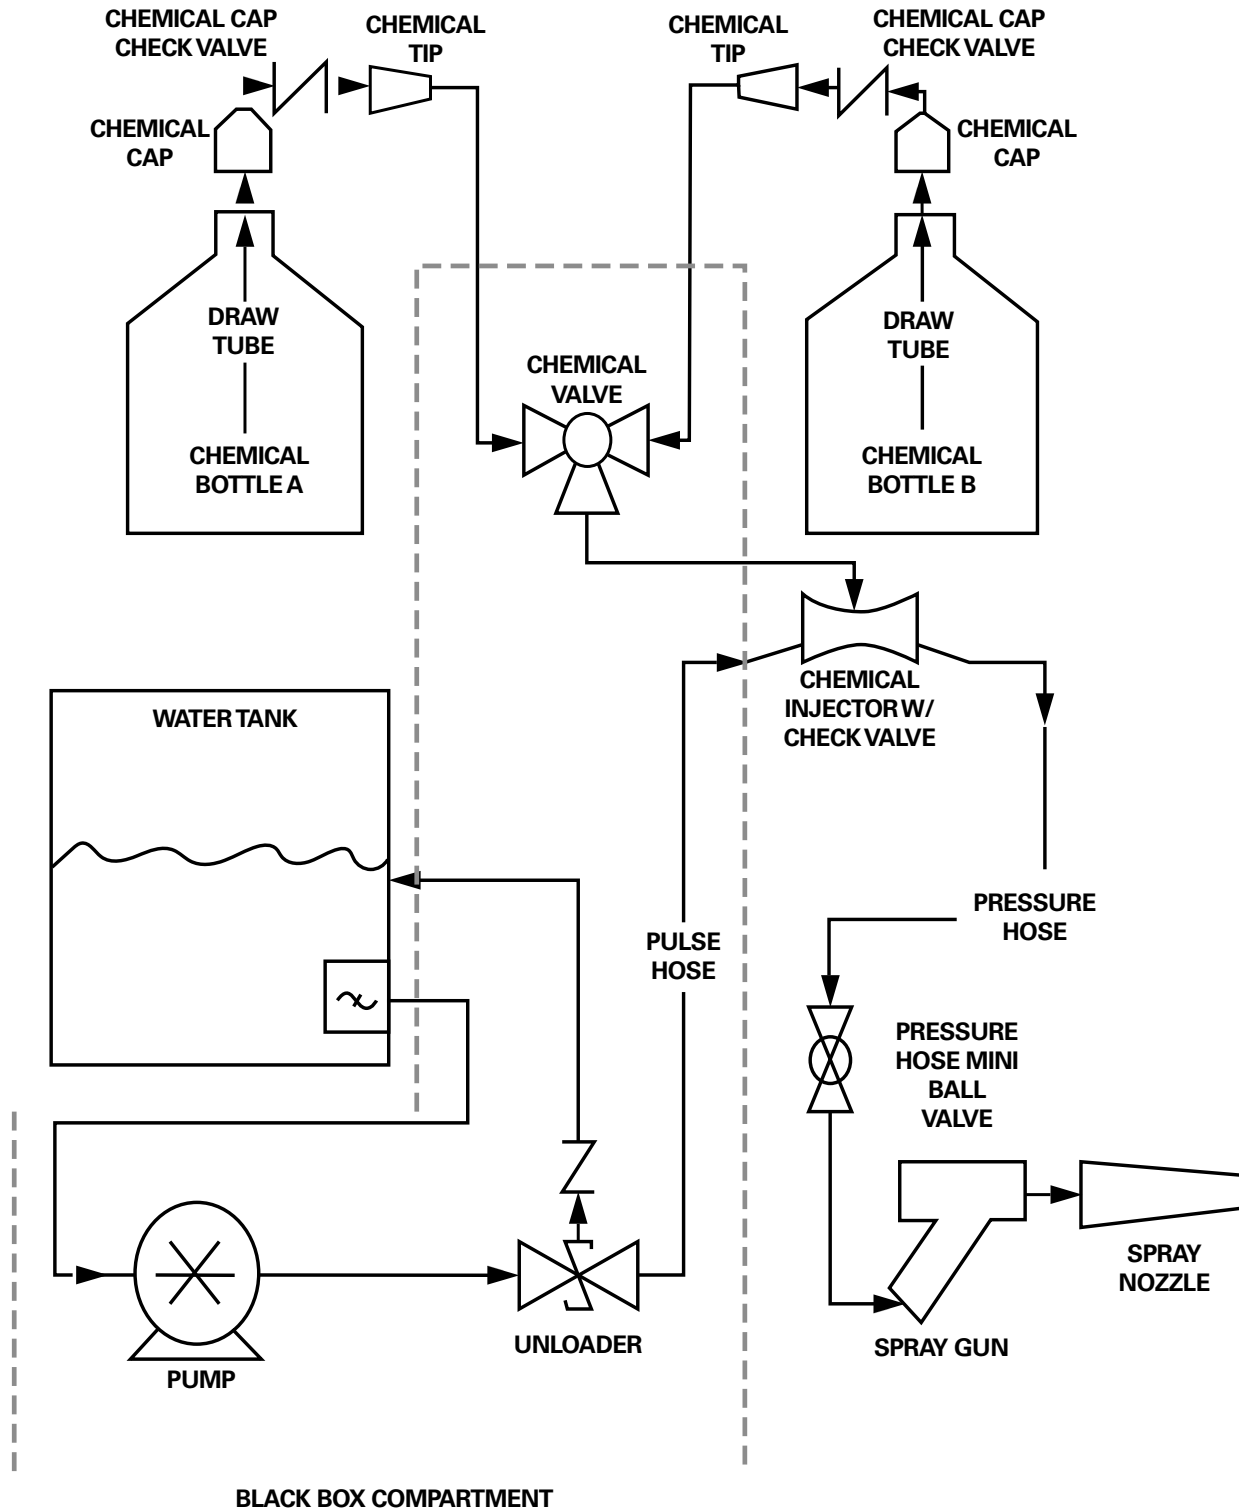 CHEMICAL CAP
CHECK VALVE
CHEMICAL
TIP
CHEMICAL
TIP
CHEMICAL CAP
CHECK VALVE
CHEMICAL
CAP
CHEMICAL
CAP
DRAW
TUBE
DRAW
TUBE
CHEMICAL
VALVE
CHEMICAL
BOTTLE A
CHEMICAL
BOTTLE B
CHEMICAL
INJECTOR W/
CHECK VALVE
WATER TANK
PULSE
HOSE
PRESSURE
HOSE
PRESSURE
HOSE MINI
BALL
VALVE
SPRAY
NOZZLE
UNLOADER
SPRAY GUN
PUMP
BLACK BOX COMPARTMENT